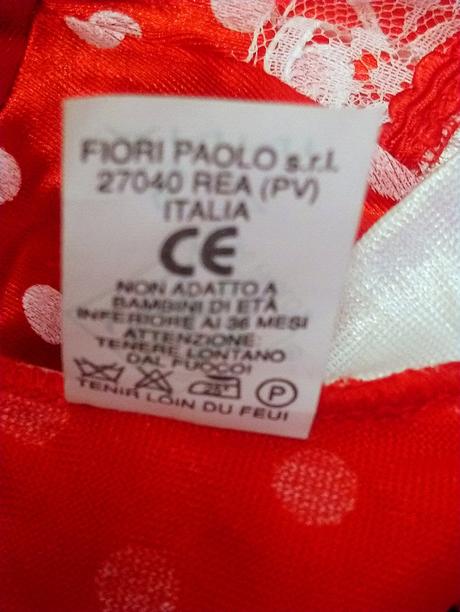 FIORI PAOLO s.r.l.
27040 REA (PV)
ITALIA
CE
NON ADATTO A
BAMBINI DI ETÀ
INFERIORE AI 36 MESI
ATTENZIONE:
TENERE LONTANO
DAL FUOCO!
P
TENIR LOIN DU FEU!